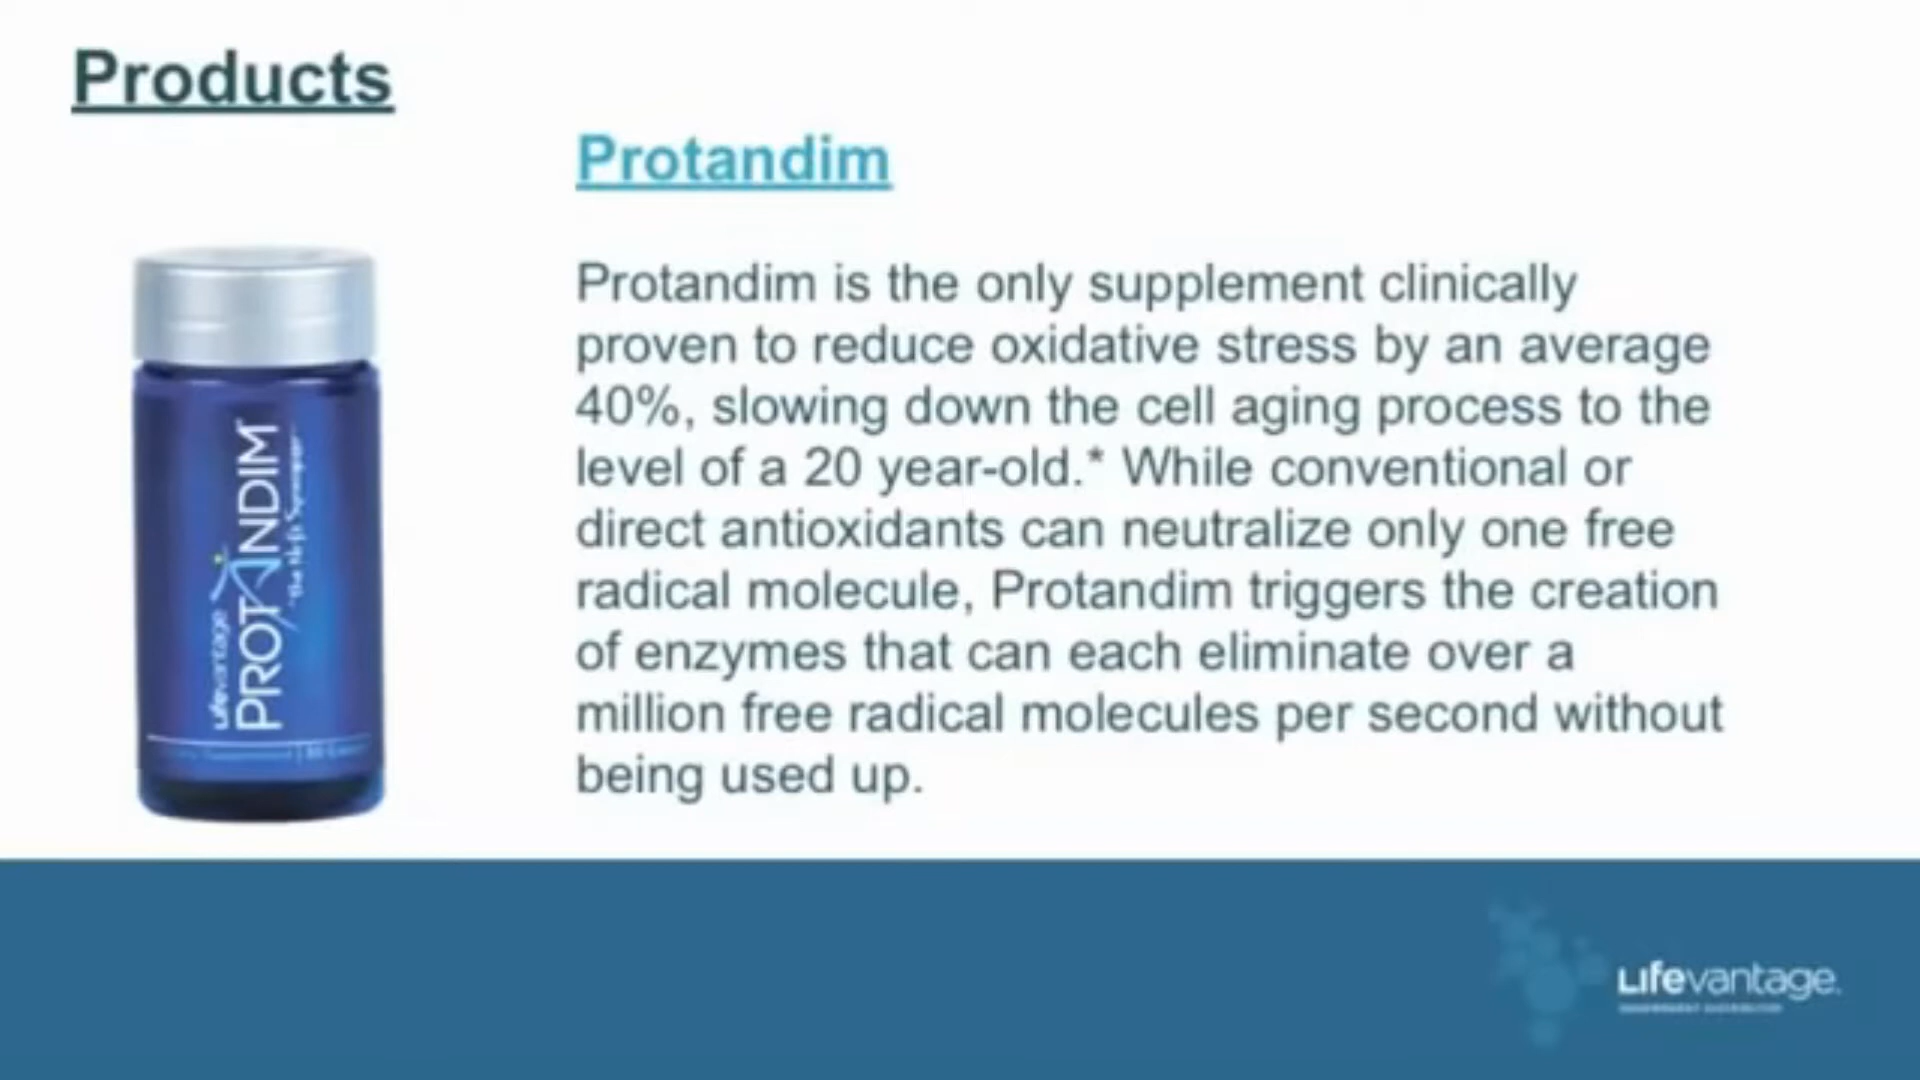 Products
Protandim
Protandim is the only supplement clinically
proven to reduce oxidative stress by an average
40%, slowing down the cell aging process to the
level of a 20 year-old.* While conventional or
direct antioxidants can neutralize only one free
radical molecule, Protandim triggers the creation
of enzymes that can each eliminate over a
million free radical molecules per second without
being used up.
Lifevantage
PROTANDIM
Lifevantage.